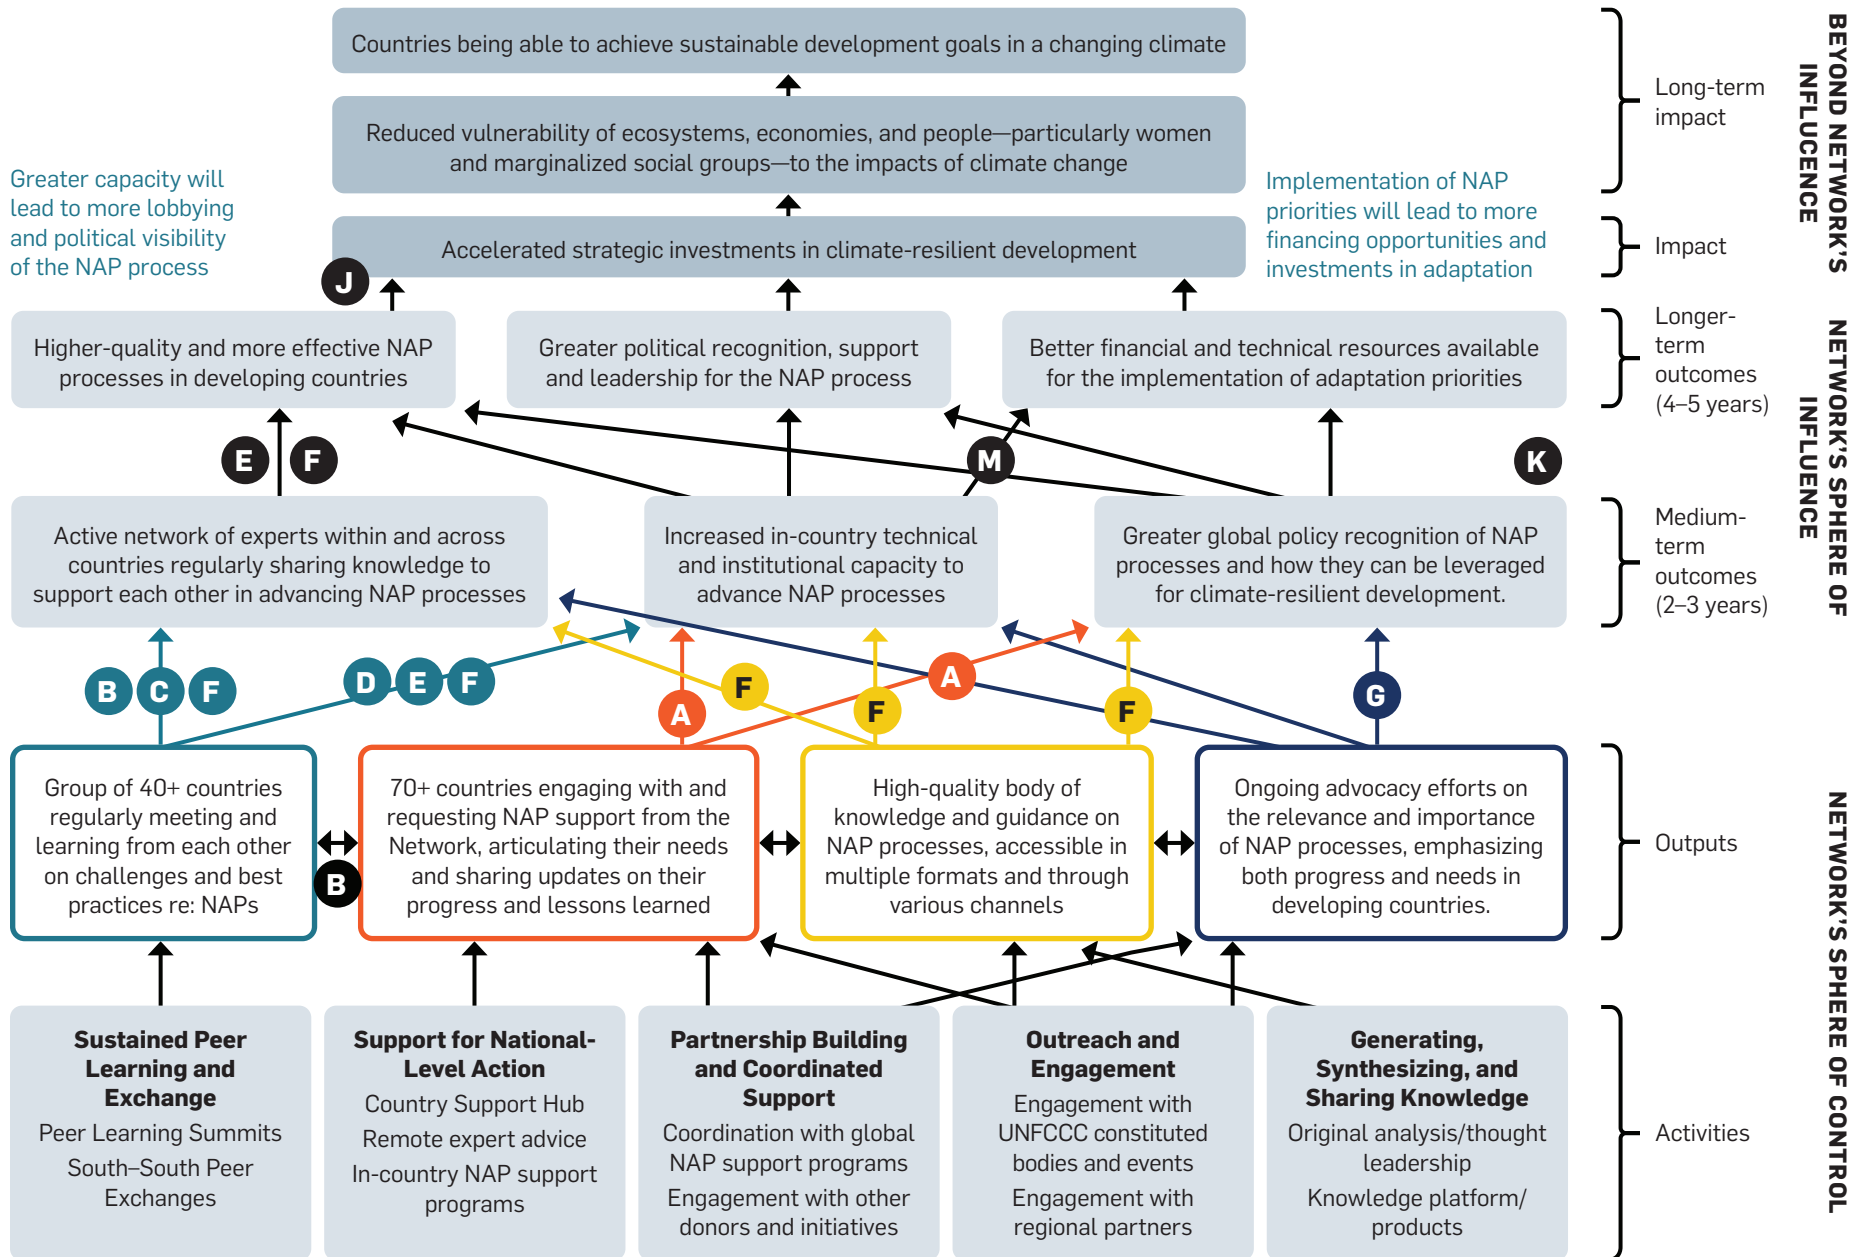 Countries being able to achieve sustainable development goals in a changing climate
Reduced vulnerability of ecosystems, economies, and people—particularly women
and marginalized social groups—to the impacts of climate change
Long-term
impact
BEYOND NETWORK'S
INFLUCENCE
Greater capacity will
lead to more lobbying
and political visibility
of the NAP process
Implementation of NAP
priorities will lead to more
financing opportunities and
investments in adaptation
Accelerated strategic investments in climate-resilient development
Impact
J
Higher-quality and more effective NAP
processes in developing countries
Greater political recognition, support
and leadership for the NAP process
Better financial and technical resources available
for the implementation of adaptation priorities
Longer-
term
outcomes
(4–5 years)
NETWORK'S SPHERE OF
INFLUENCE
E
F
M
K
Active network of experts within and across
countries regularly sharing knowledge to
support each other in advancing NAP processes
Increased in-country technical
and institutional capacity to
advance NAP processes
Greater global policy recognition of NAP
processes and how they can be leveraged
for climate-resilient development.
Medium-
term
outcomes
(2–3 years)
B
C
F
D
E
F
A
F
F
A
F
G
Group of 40+ countries
regularly meeting and
learning from each other
on challenges and best
practices re: NAPs
B
70+ countries engaging with and
requesting NAP support from the
Network, articulating their needs
and sharing updates on their
progress and lessons learned
High-quality body of
knowledge and guidance on
NAP processes, accessible in
multiple formats and through
various channels
Ongoing advocacy efforts on
the relevance and importance
of NAP processes, emphasizing
both progress and needs in
developing countries.
Outputs
NETWORK'S SPHERE OF CONTROL
Sustained Peer
Learning and
Exchange
Peer Learning Summits
South–South Peer
Exchanges
Support for National-
Level Action
Country Support Hub
Remote expert advice
In-country NAP support
programs
Partnership Building
and Coordinated
Support
Coordination with global
NAP support programs
Engagement with other
donors and initiatives
Outreach and
Engagement
Engagement with
UNFCCC constituted
bodies and events
Engagement with
regional partners
Generating,
Synthesizing, and
Sharing Knowledge
Original analysis/thought
leadership
Knowledge platform/
products
Activities